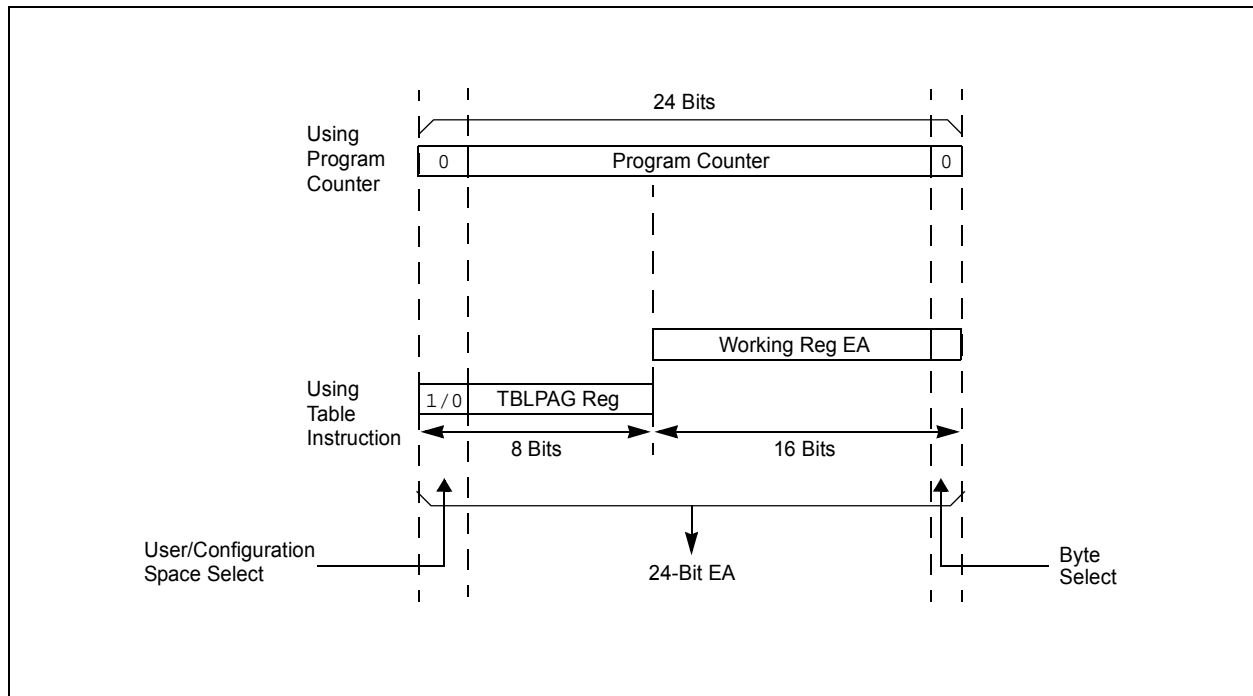 24 Bits
Using
Program
Counter
0
Program Counter
0
Working Reg EA
Using
Table
Instruction
1/0
TBLPAG Reg
8 Bits
16 Bits
User/Configuration
Space Select
24-Bit EA
Byte
Select